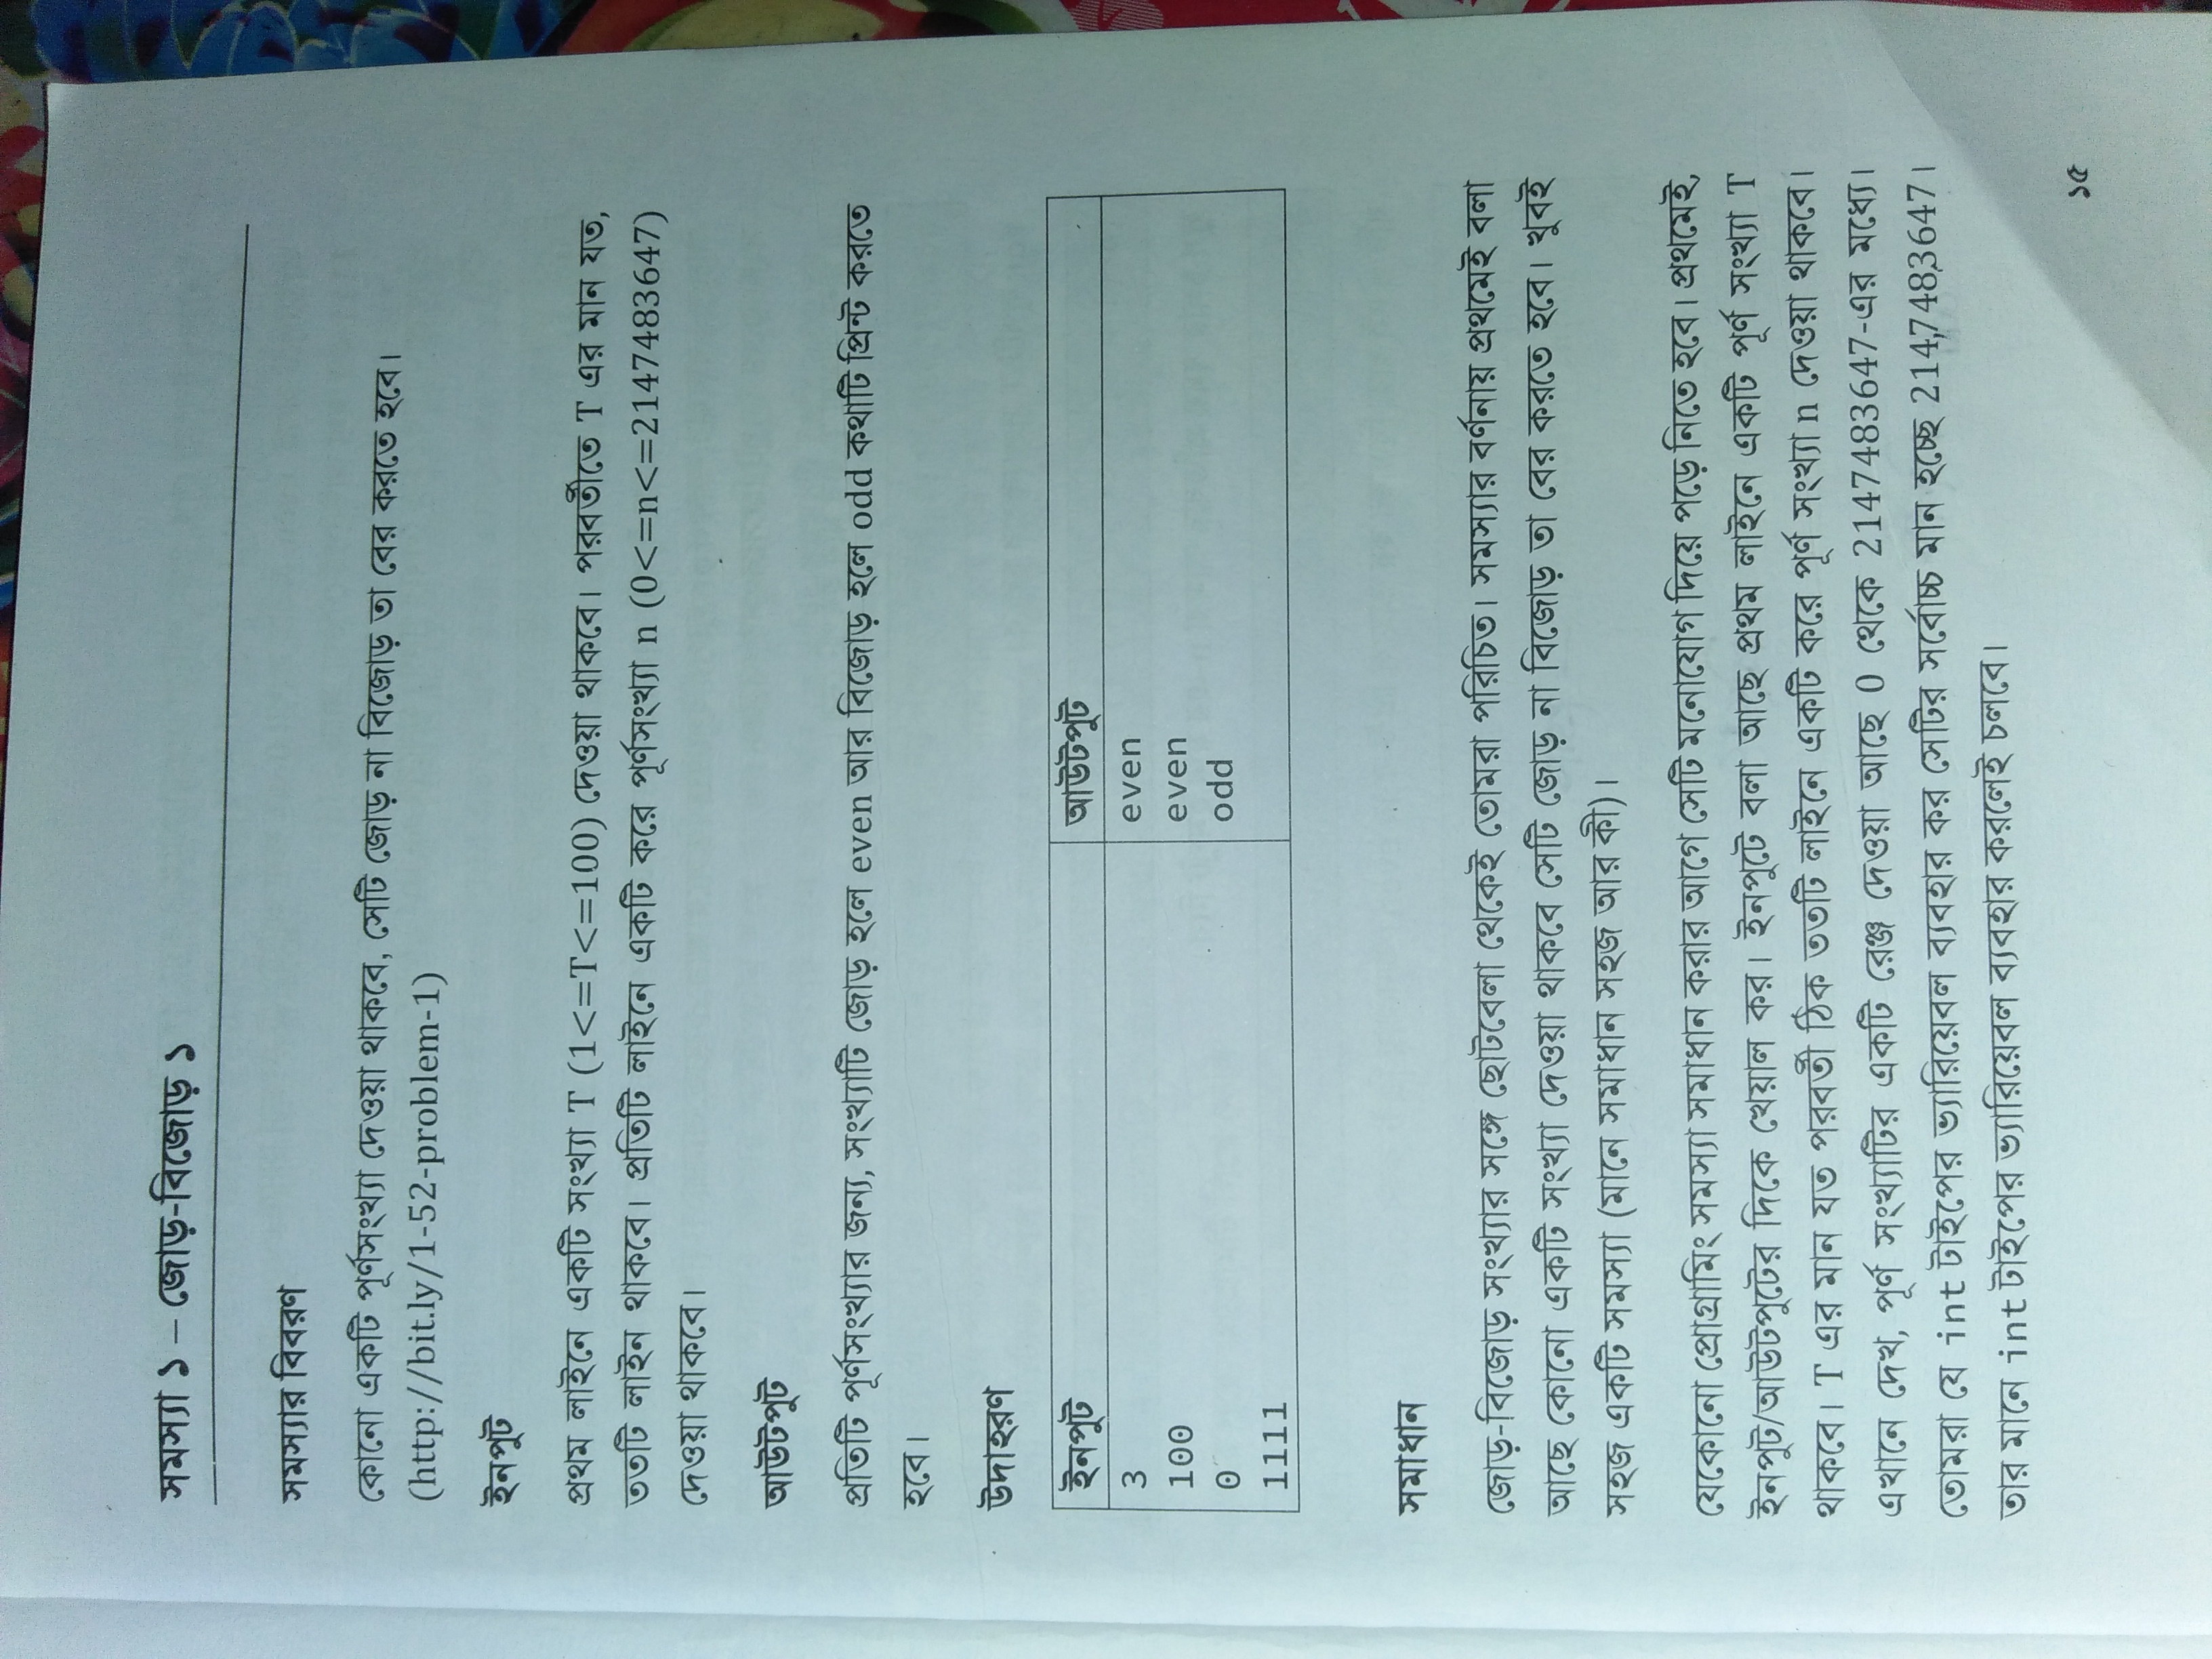 সমস্যা ১ – জোড়-বিজোড় ১
সমস্যার বিবরণ
কোনো একটি পূর্ণসংখ্যা দেওয়া থাকবে, সেটি জোড় না বিজোড় তা বের করতে হবে।
(http://bit.ly/1-52-problem-1)
ইনপুট
প্রথম লাইনে একটি সংখ্যা T (1<=T<=100) দেওয়া থাকবে। পরবর্তীতে T এর মান যত,
ততটি লাইন থাকবে। প্রতিটি লাইনে একটি করে পূর্ণসংখ্যা n (0<=n<=2147483647)
দেওয়া থাকবে।
আউটপুট
প্রতিটি পূর্ণসংখ্যার জন্য, সংখ্যাটি জোড় হলে even আর বিজোড় হলে odd কথাটি প্রিন্ট করতে
হবে।
উদাহরণ
ইনপুট আউটপুট
3 even
100 even
0 odd
1111
সমাধান
জোড়-বিজোড় সংখ্যার সঙ্গে ছোটবেলা থেকেই তোমরা পরিচিত। সমস্যার বর্ণনায় প্রথমেই বলা
আছে কোনো একটি সংখ্যা দেওয়া থাকবে সেটি জোড় না বিজোড় তা বের করতে হবে। খুবই
সহজ একটি সমস্যা (মানে সমাধান সহজ আর কী)।
যেকোনো প্রোগ্রামিং সমস্যা সমাধান করার আগে সেটি মনোযোগ দিয়ে পড়ে নিতে হবে। প্রথমেই,
ইনপুট/আউটপুটের দিকে খেয়াল কর। ইনপুটে বলা আছে প্রথম লাইনে একটি পূর্ণ সংখ্যা T
থাকবে। T এর মান যত পরবর্তী ঠিক ততটি লাইনে একটি করে পূর্ণ সংখ্যা n দেওয়া থাকবে।
এখানে দেখ, পূর্ণ সংখ্যাটির একটি রেঞ্জ দেওয়া আছে 0 থেকে 2147483647-এর মধ্যে।
তোমরা যে int টাইপের ভ্যারিয়েবল ব্যবহার কর সেটির সর্বোচ্চ মান হচ্ছে 214,748,3647।
তার মানে int টাইপের ভ্যারিয়েবল ব্যবহার করলেই চলবে।
১৫